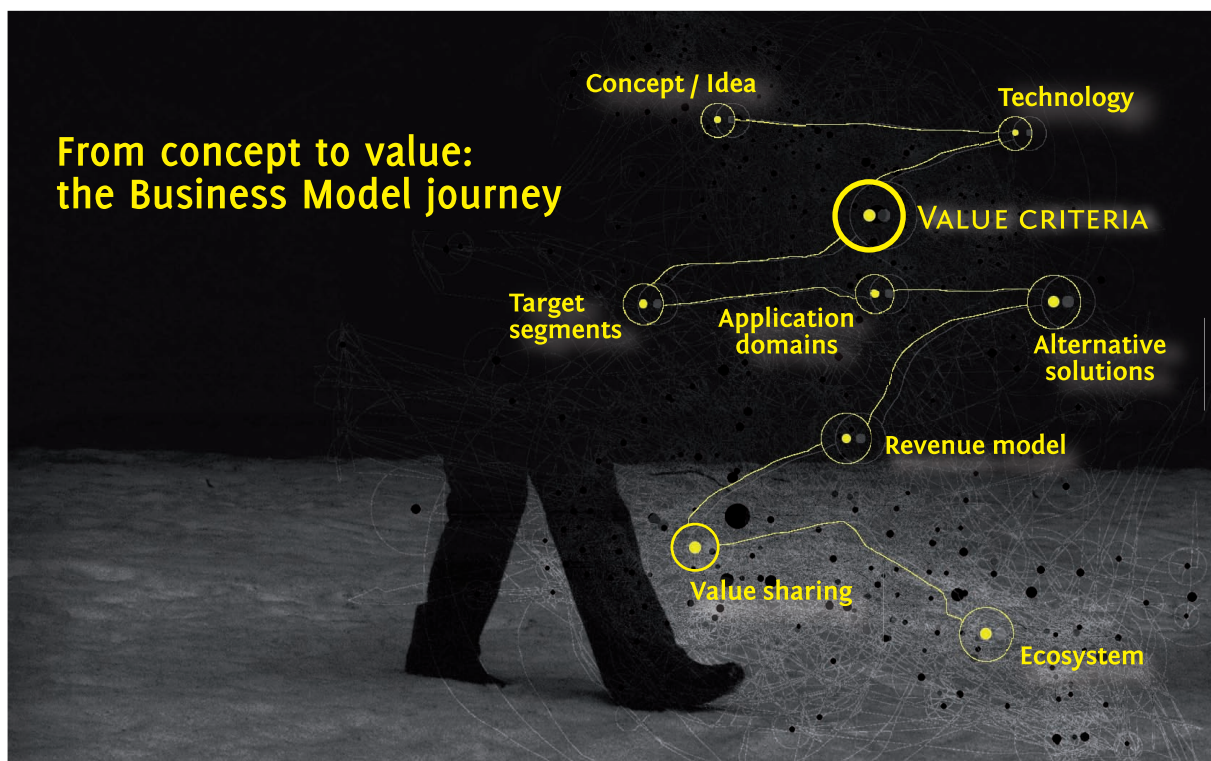 From concept to value:
the Business Model journey
Concept / Idea
Technology
VALUE CRITERIA
Target
segments
Application
domains
Alternative
solutions
Revenue model
Value sharing
Ecosystem